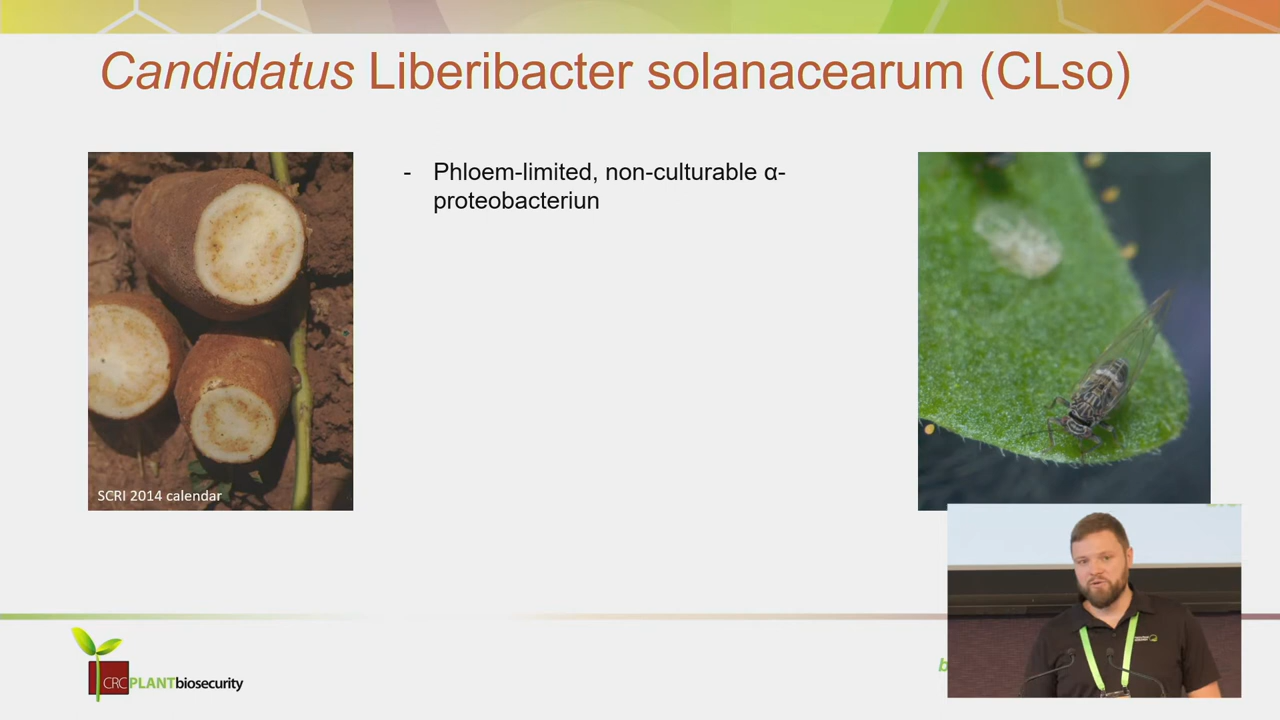 Candidatus Liberibacter solanacearum (CLso)
- Phloem-limited, non-culturable α-
proteobacteriun
SCRI 2014 calendar
CRCPLANTbiosecurity